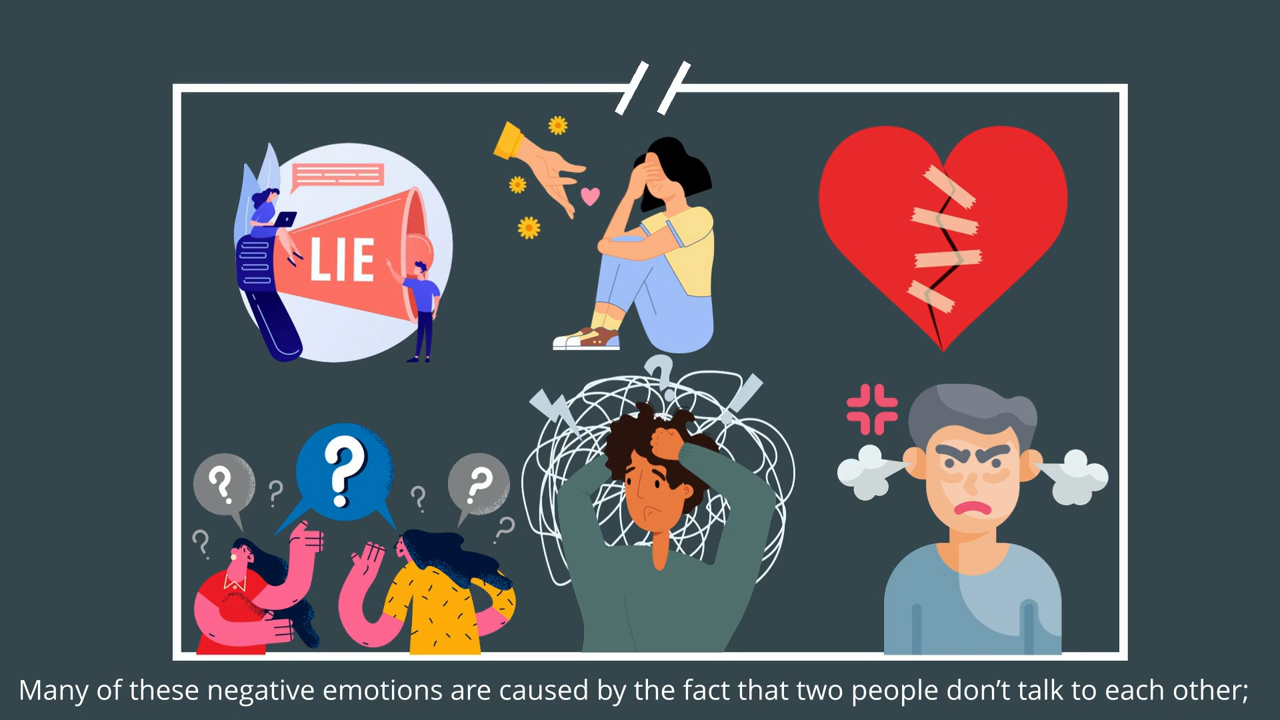 LIE
?
? ? ? ? ?
? ?
Many of these negative emotions are caused by the fact that two people don’t talk to each other;